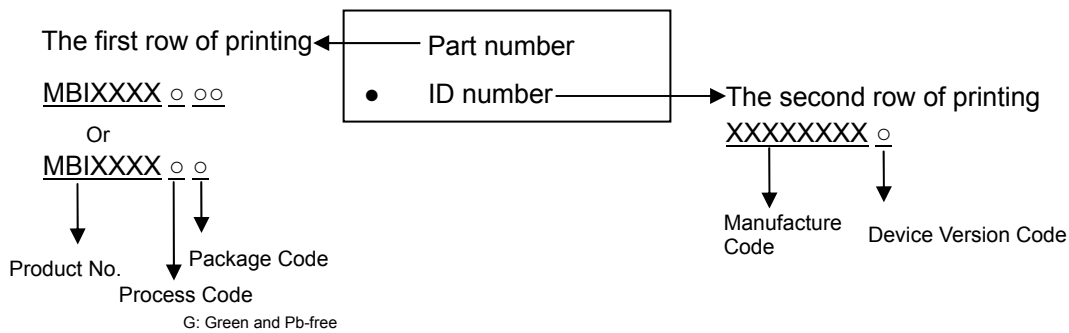 The first row of printing
Part number
MBIXXXX ○ ○○
● ID number
The second row of printing
Or
XXXXXXXX ○
MBIXXXX ○ ○
Manufacture
Code
Device Version Code
Package Code
Product No.
Process Code
G: Green and Pb-free